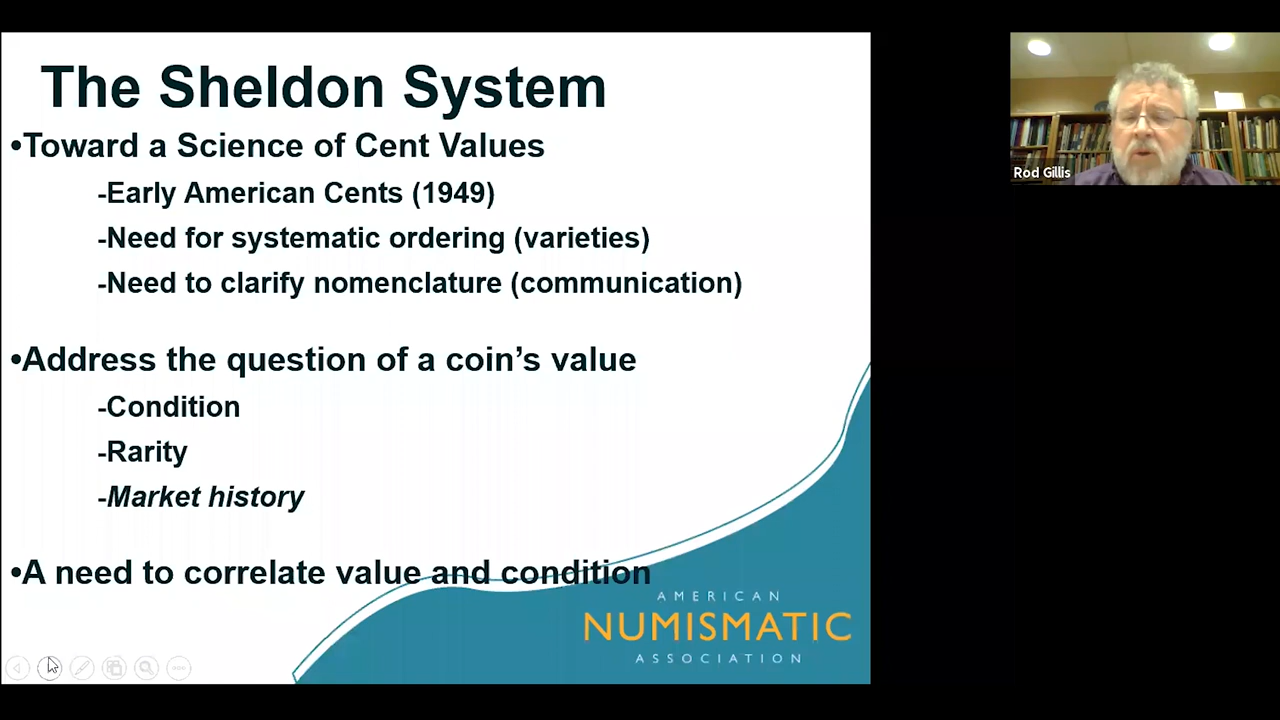 The Sheldon System
•Toward a Science of Cent Values
-Early American Cents (1949)
-Need for systematic ordering (varieties)
-Need to clarify nomenclature (communication)
•Address the question of a coin’s value
-Condition
-Rarity
-Market history
•A need to correlate value and condition
AMERICAN
NUMISMATIC
ASSOCIATION
Rod Gillis